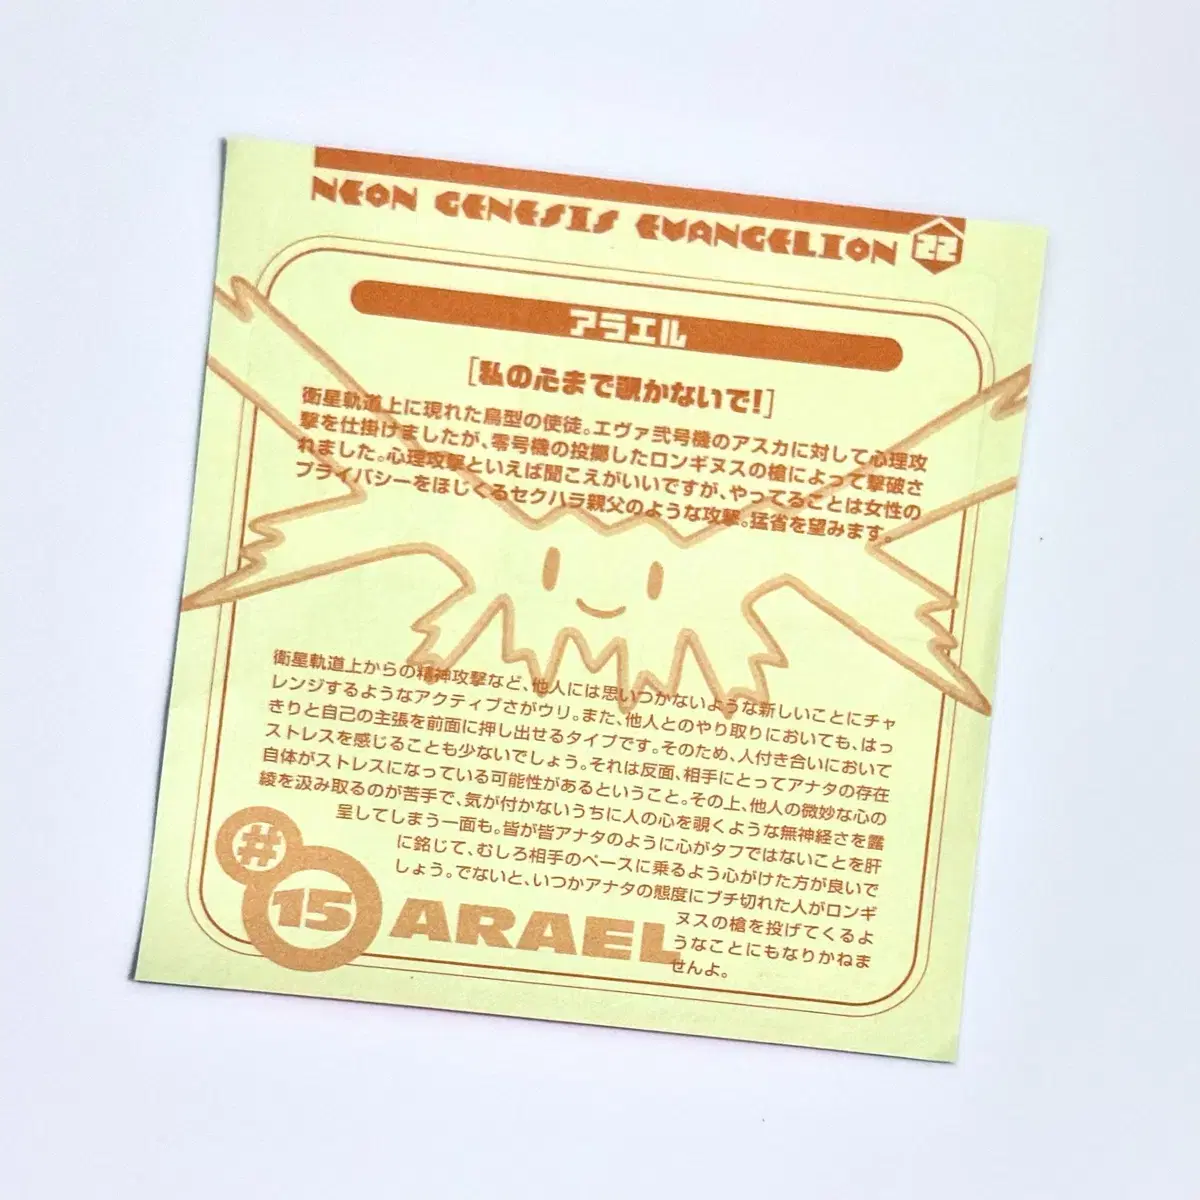 NEON GENESIS EVANGELION 22
アラエル
[私の心まで覗かないで!]
衛星軌道上に現れた鳥型の使徒。エヴァ弐号機のアスカに対して心理攻
撃を仕掛けましたが、零号機の投擲したロンギヌスの槍によって撃破さ
れました。心理攻撃といえば聞こえがいいですが、やってることは女性の
プライバシーをほじくるセクハラ親父のような攻撃。猛省を望みます。
衛星軌道上からの精神攻撃など、他人には思いつかないような新しいことにチャ
レンジするようなアクティブさがウリ。また、他人とのやり取りにおいても、はっ
きりと自己の主張を前面に押し出せるタイプです。そのため、人付き合いにおいて
ストレスを感じることも少ないでしょう。それは反面、相手にとってアナタの存在
自体がストレスになっている可能性があるということ。その上、他人の微妙な心の
綾を汲み取るのが苦手で、気が付かないうちに人の心を覗くような無神経さを露
呈してしまう一面も。皆が皆アナタのように心がタフではないことを肝
に銘じて、むしろ相手のペースに乗るよう心がけた方が良いで
しょう。でないと、いつかアナタの態度にブチ切れた人がロンギ
ヌスの槍を投げてくるよ
うなことにもなりかねま
せんよ。
#15 ARAEL